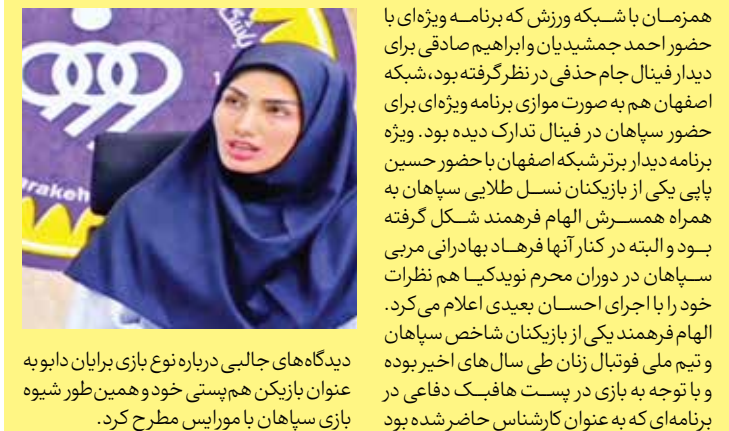 همزمان با شبکه ورزش که برنامه ویژه‌ای با
حضور احمد جمشیدیان و ابراهیم صادقی برای
دیدار فینال جام حذفی در نظر گرفته بود، شبکه
اصفهان هم به صورت موازی برنامه ویژه‌ای برای
حضور سپاهان در فینال تدارک دیده بود. ویژه
برنامه دیدار برتر شبکه اصفهان با حضور حسین
پاپی یکی از بازیکنان نسل طلایی سپاهان به
همراه همسرش الهام فرهمند شکل گرفته
بود و البته در کنار آنها فرهاد بهادرانی مربی
سپاهان در دوران محرم نویدکیا هم نظرات
خود را با اجرای احسان بعیدی اعلام می‌کرد.
الهام فرهمند یکی از بازیکنان شاخص سپاهان
و تیم ملی فوتبال زنان طی سال‌های اخیر بوده
و با توجه به بازی در پست هافبک دفاعی در
برنامه‌ای که به عنوان کارشناس حاضر شده بود
arakeh
دیدگاه‌های جالبی درباره نوع بازی برایان دابو به
عنوان بازیکن هم‌پستی خود و همین‌طور شیوه
بازی سپاهان با مورایس مطرح کرد.